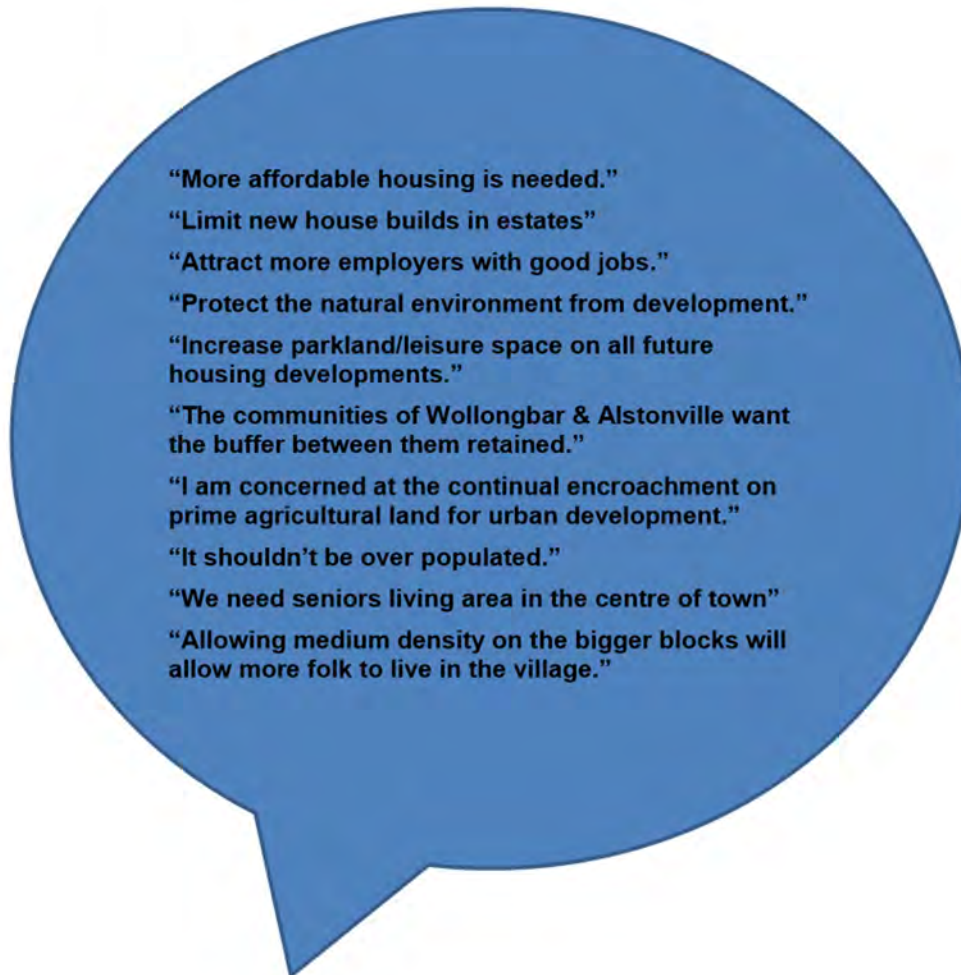 “More affordable housing is needed.”
“Limit new house builds in estates”
“Attract more employers with good jobs.”
“Protect the natural environment from development.”
“Increase parkland/leisure space on all future
housing developments.”
“The communities of Wollongbar & Alstonville want
the buffer between them retained.”
“I am concerned at the continual encroachment on
prime agricultural land for urban development.”
“It shouldn’t be over populated.”
“We need seniors living area in the centre of town”
“Allowing medium density on the bigger blocks will
allow more folk to live in the village.”